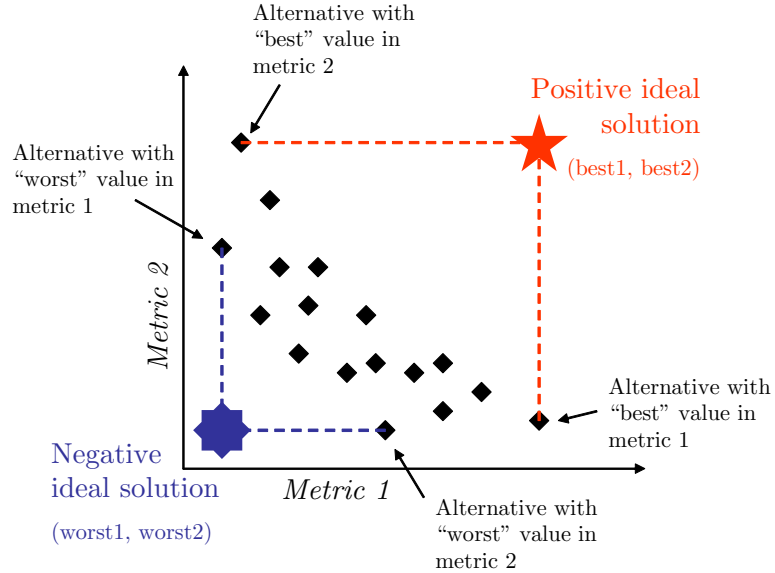 Alternative with
“best” value in
metric 2
Positive ideal
solution
(best1, best2)
Alternative with
“worst” value in
metric 1
Metric 2
Alternative with
“best” value in
metric 1
Negative
ideal solution
(worst1, worst2)
Metric 1
Alternative with
“worst” value in
metric 2